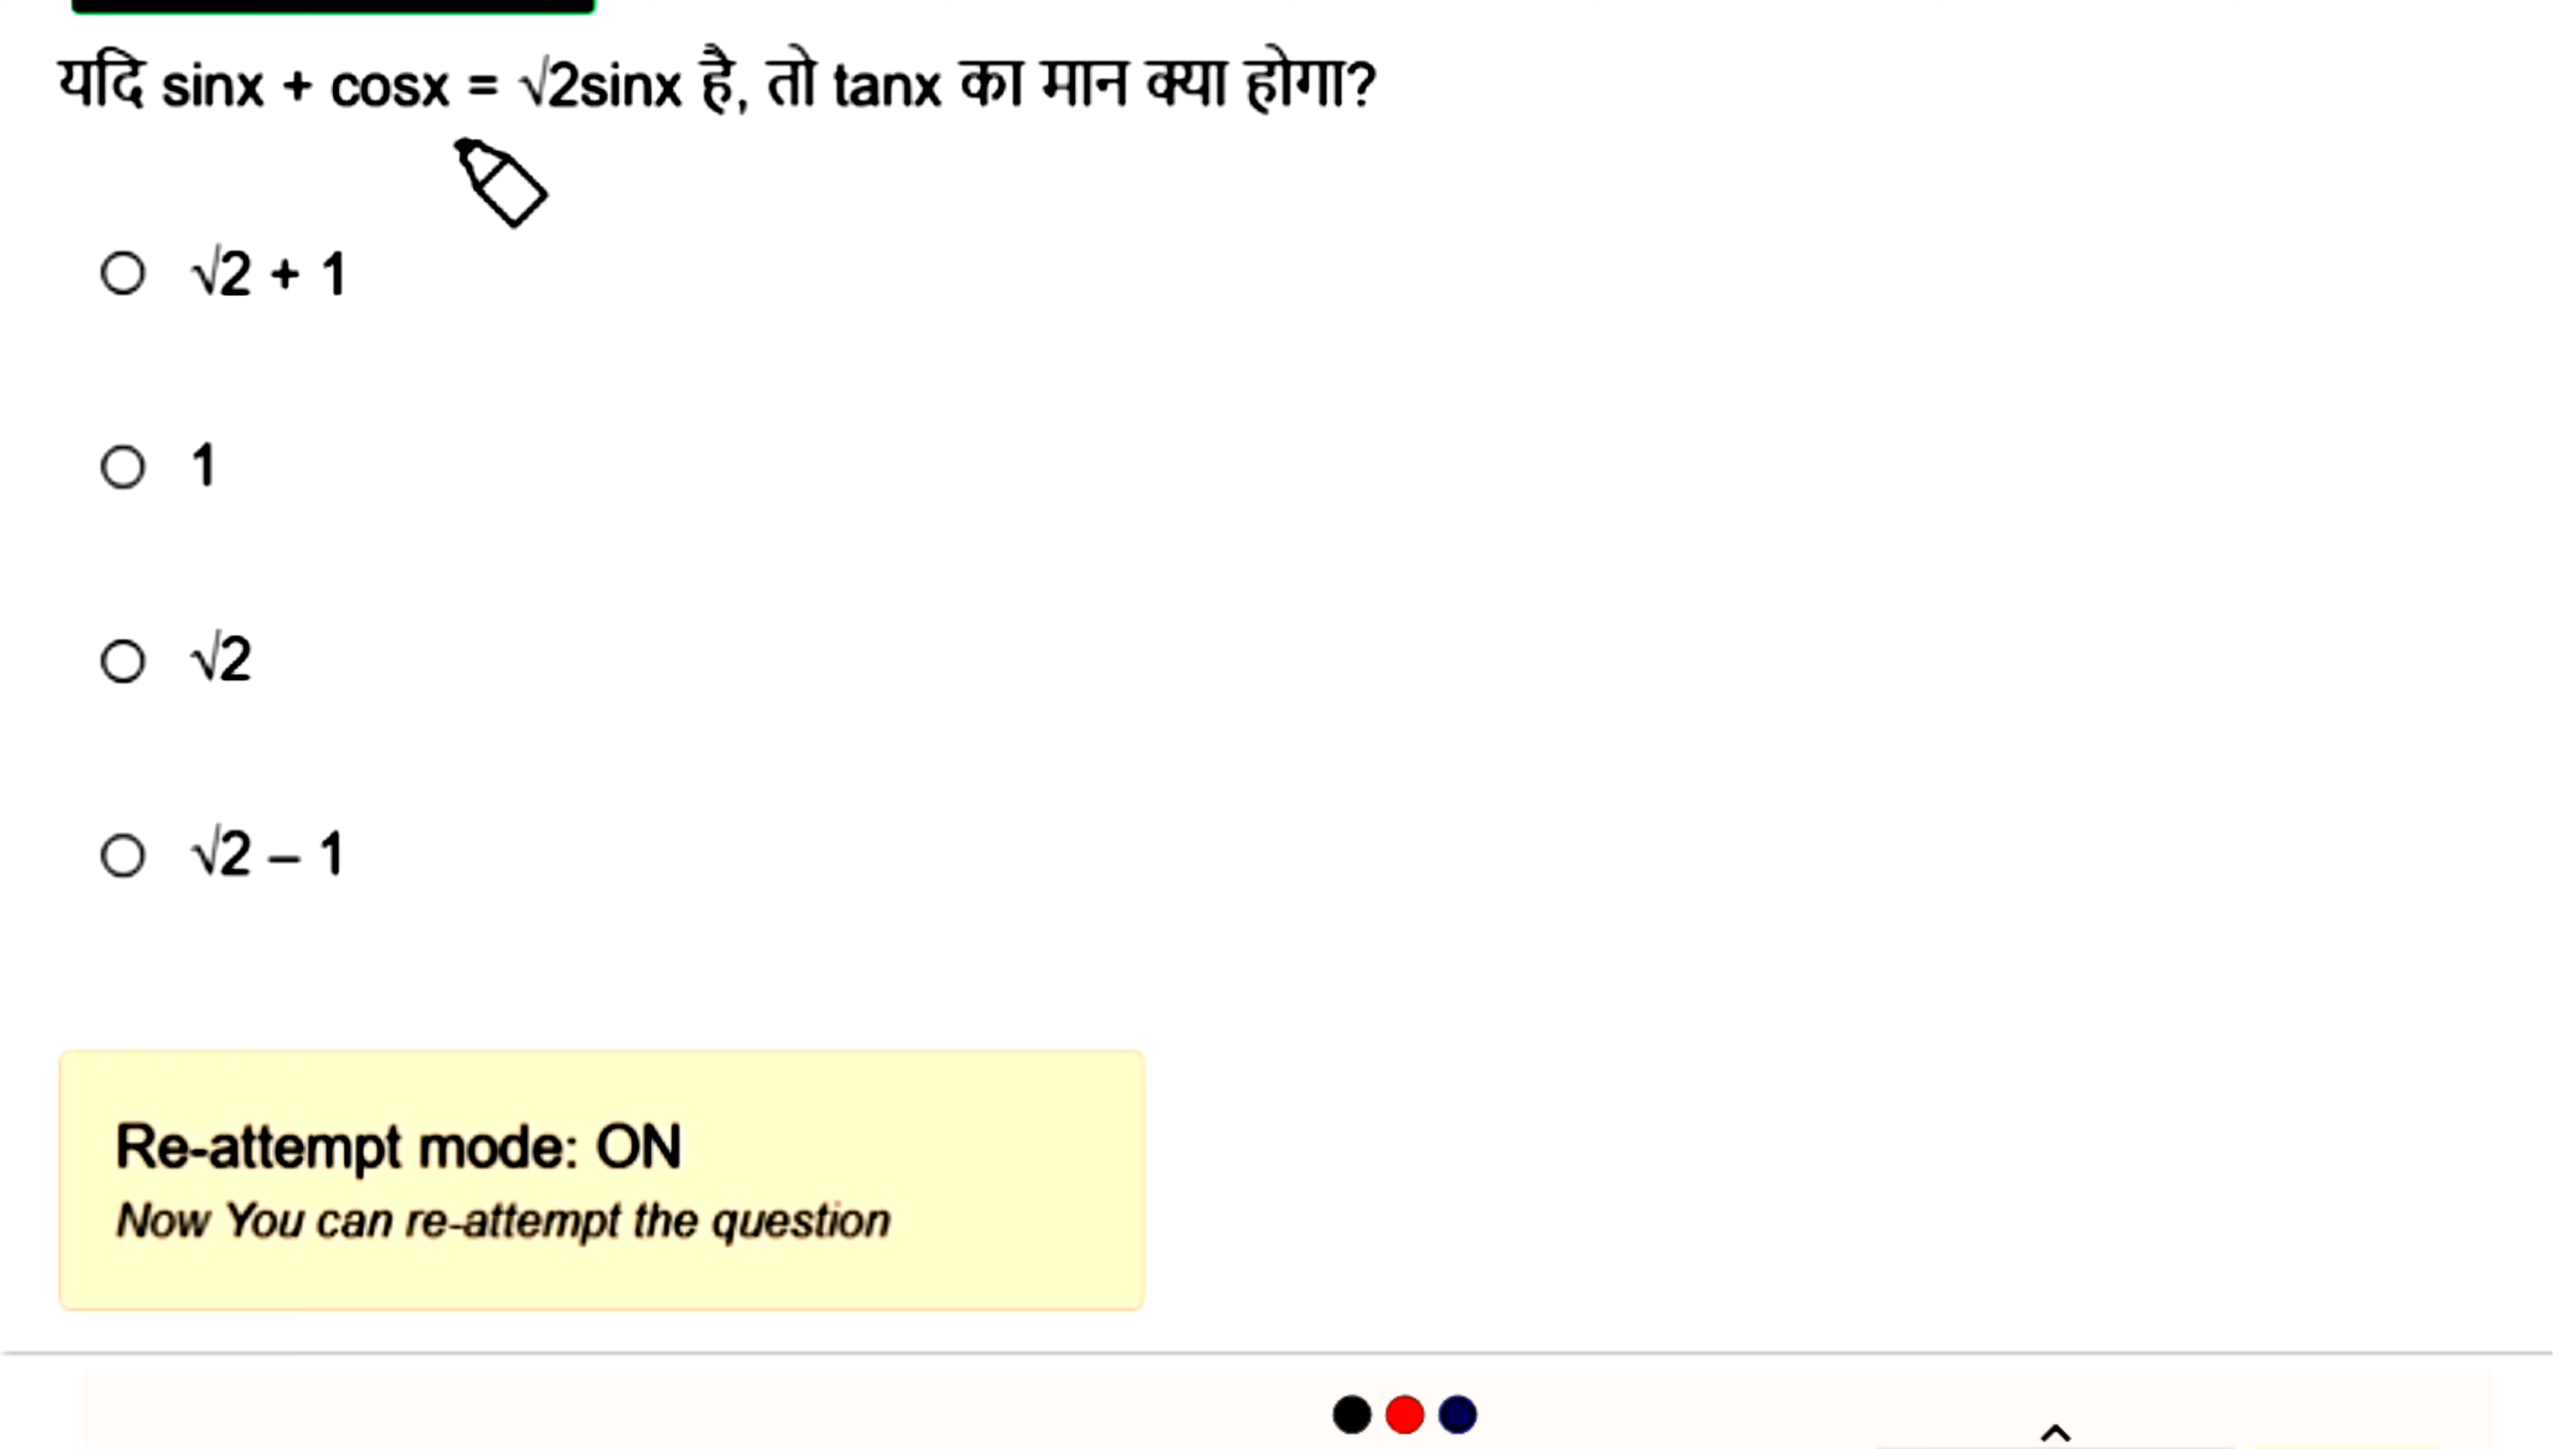 यदि sinx + cosx = √2sinx है, तो tanx का मान क्या होगा?
√2 + 1
1
√2
√2 – 1
Re-attempt mode: ON
Now You can re-attempt the question